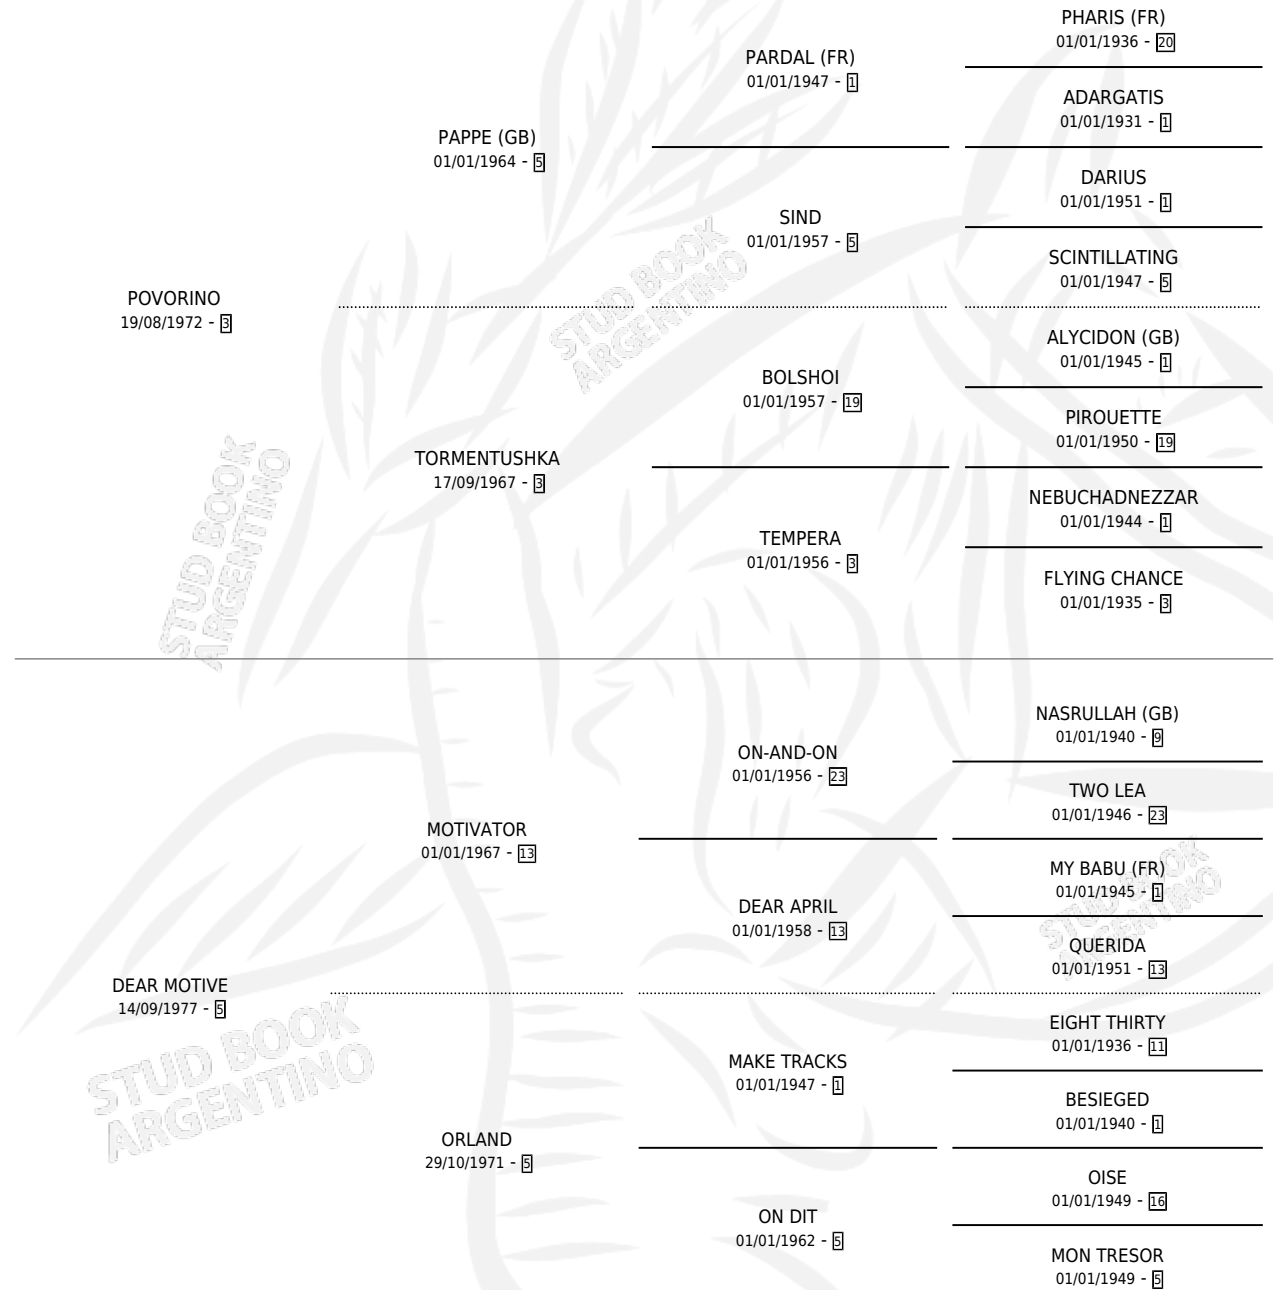 PHARIS (FR)
01/01/1936 - 20
PARDAL (FR)
01/01/1947 - 1
ADARGATIS
01/01/1931 - 1
PAPPE (GB)
01/01/1964 - 5
DARIUS
01/01/1951 - 1
SIND
01/01/1957 - 5
SCINTILLATING
01/01/1947 - 5
POVORINO
19/08/1972 - 3
ALYCIDON (GB)
01/01/1945 - 1
BOLSHOI
01/01/1957 - 19
PIROUETTE
01/01/1950 - 19
TORMENTUSHKA
17/09/1967 - 3
NEBUCHADNEZZAR
01/01/1944 - 1
TEMPERA
01/01/1956 - 3
FLYING CHANCE
01/01/1935 - 3
NASRULLAH (GB)
01/01/1940 - 9
ON-AND-ON
01/01/1956 - 23
TWO LEA
01/01/1946 - 23
MOTIVATOR
01/01/1967 - 13
MY BABU (FR)
01/01/1945 - 1
DEAR APRIL
01/01/1958 - 13
QUERIDA
01/01/1951 - 13
DEAR MOTIVE
14/09/1977 - 5
EIGHT THIRTY
01/01/1936 - 11
MAKE TRACKS
01/01/1947 - 1
BESIEGED
01/01/1940 - 1
ORLAND
29/10/1971 - 5
OISE
01/01/1949 - 16
ON DIT
01/01/1962 - 5
MON TRESOR
01/01/1949 - 5
STUD BOOK
ARGENTINO
STUD BOOK
ARGENTINO
STUD BOOK
ARGENTINO
STUD BOOK
ARGENTINO